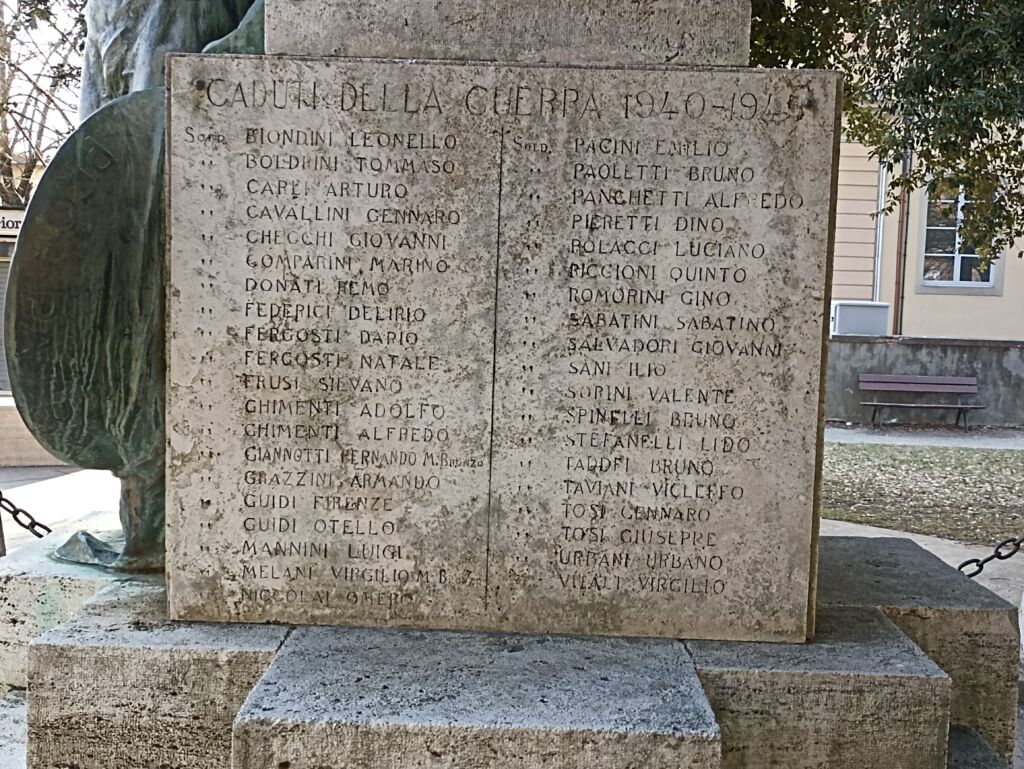 CADUTI DELLA GUERRA 1940-1945
SOLD. BIONDINI LEONELLO
" BOLDRINI TOMMASO
" CAREI ARTURO
" CAVALLINI GENNARO
" CHECCHI GIOVANNI
" COMPARINI MARINO
" DONATI REMO
" FEDERICI DELIRIO
" FERGOSTI DARIO
" FERGOSTI NATALE
" FRUSI SILVANO
" GHIMENTI ADOLFO
" GHIMENTI ALFREDO
" GIANNOTTI FERNANDO M.BRONZO
" GRAZZINI ARMANDO
" GUIDI FIRENZE
" GUIDI OTELLO
" MANNINI LUIGI
" MELANI VIRGILIO M.B.
" NICCOLAI OMERO
SOLD. PACINI EMILIO
" PAOLETTI BRUNO
" PANCHETTI ALFREDO
" PIERETTI DINO
" POLACCI LUCIANO
" RICCIONI QUINTO
" ROMORINI GINO
" SABATINI SABATINO
" SALVADORI GIOVANNI
" SANI ILIO
" SORINI VALENTE
" SPINELLI BRUNO
" STEFANELLI LIDO
" TADDEI BRUNO
" TAVIANI VICLEFFO
" TOSI GENNARO
" TOSI GIUSEPPE
" URBANI URBANO
" VITALI VIRGILIO